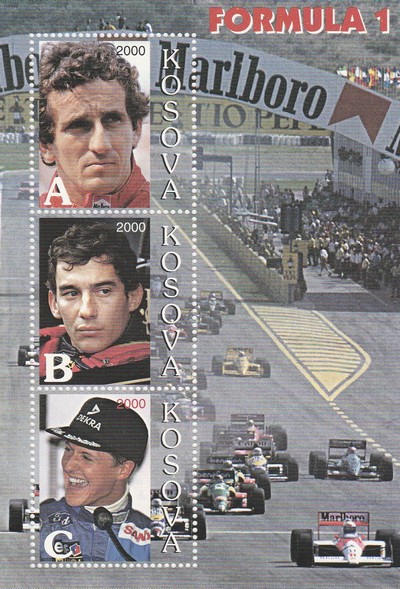 FORMULA 1
Marlboro
2000
KOSOVA
A
2000
KOSOVA
B
2000
DEKRA
KOSOVA
C
Marlboro